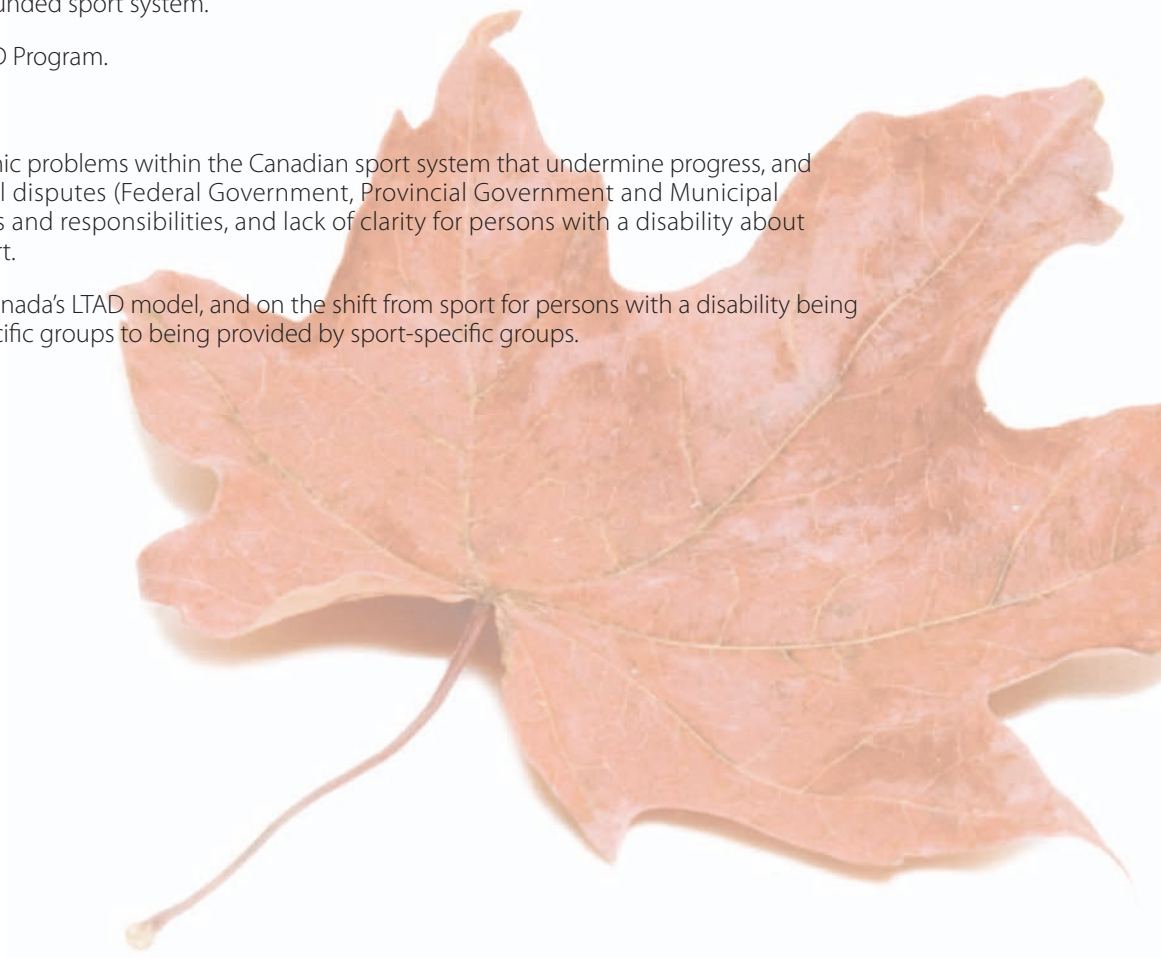 unded sport system.
D Program.
nic problems within the Canadian sport system that undermine progress, and
l disputes (Federal Government, Provincial Government and Municipal
s and responsibilities, and lack of clarity for persons with a disability about
rt.
nada's LTAD model, and on the shift from sport for persons with a disability being
cific groups to being provided by sport-specific groups.